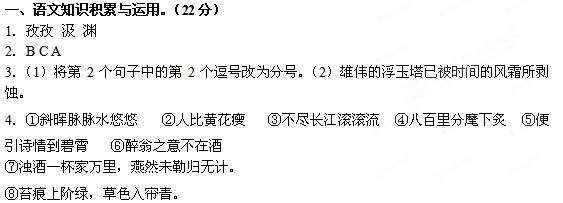 一、语文知识积累与运用。（22分）
1. 孜孜 汲 渊
2. B C A
3.（1）将第 2 个句子中的第 2 个逗号改为分号。（2）雄伟的浮玉塔已被时间的风霜所剥
蚀。
4. ①斜晖脉脉水悠悠 ②人比黄花瘦 ③不尽长江滚滚流 ④八百里分麾下炙 ⑤便
引诗情到碧霄 ⑥醉翁之意不在酒
⑦浊酒一杯家万里，燕然未勒归无计。
⑧苔痕上阶绿，草色入帘青。